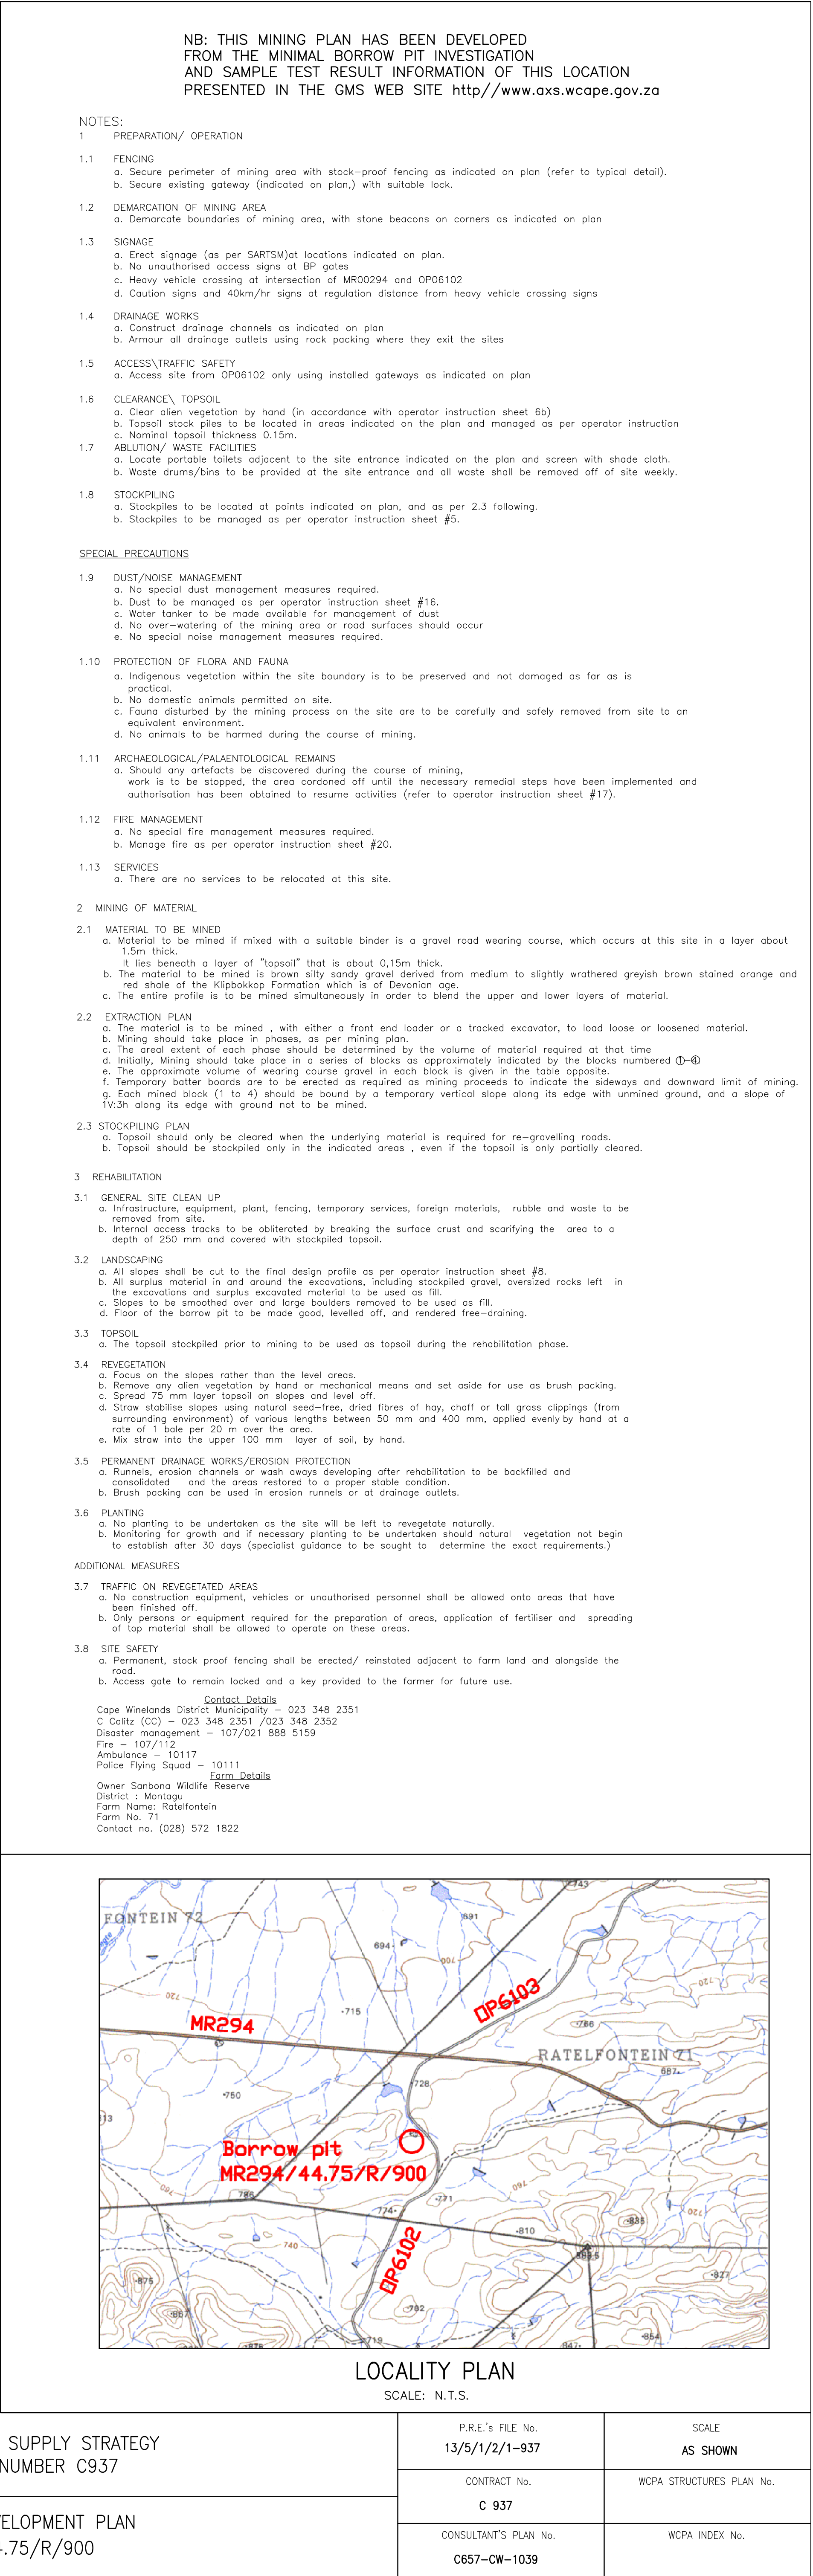 NB: THIS MINING PLAN HAS BEEN DEVELOPED
FROM THE MINIMAL BORROW PIT INVESTIGATION
AND SAMPLE TEST RESULT INFORMATION OF THIS LOCATION
PRESENTED IN THE GMS WEB SITE http//www.axs.wcape.gov.za
NOTES:
1 PREPARATION/ OPERATION
1.1 FENCING
a. Secure perimeter of mining area with stock-proof fencing as indicated on plan (refer to typical detail).
b. Secure existing gateway (indicated on plan,) with suitable lock.
1.2 DEMARCATION OF MINING AREA
a. Demarcate boundaries of mining area, with stone beacons on corners as indicated on plan
1.3 SIGNAGE
a. Erect signage (as per SARTSM)at locations indicated on plan.
b. No unauthorised access signs at BP gates
c. Heavy vehicle crossing at intersection of MR00294 and OP06102
d. Caution signs and 40km/hr signs at regulation distance from heavy vehicle crossing signs
1.4 DRAINAGE WORKS
a. Construct drainage channels as indicated on plan
b. Armour all drainage outlets using rock packing where they exit the sites
1.5 ACCESS\TRAFFIC SAFETY
a. Access site from OP06102 only using installed gateways as indicated on plan
1.6 CLEARANCE\ TOPSOIL
a. Clear alien vegetation by hand (in accordance with operator instruction sheet 6b)
b. Topsoil stock piles to be located in areas indicated on the plan and managed as per operator instruction
c. Nominal topsoil thickness 0.15m.
1.7 ABLUTION/ WASTE FACILITIES
a. Locate portable toilets adjacent to the site entrance indicated on the plan and screen with shade cloth.
b. Waste drums/bins to be provided at the site entrance and all waste shall be removed off of site weekly.
1.8 STOCKPILING
a. Stockpiles to be located at points indicated on plan, and as per 2.3 following.
b. Stockpiles to be managed as per operator instruction sheet #5.
SPECIAL PRECAUTIONS
1.9 DUST/NOISE MANAGEMENT
a. No special dust management measures required.
b. Dust to be managed as per operator instruction sheet #16.
c. Water tanker to be made available for management of dust
d. No over-watering of the mining area or road surfaces should occur
e. No special noise management measures required.
1.10 PROTECTION OF FLORA AND FAUNA
a. Indigenous vegetation within the site boundary is to be preserved and not damaged as far as is
practical.
b. No domestic animals permitted on site.
c. Fauna disturbed by the mining process on the site are to be carefully and safely removed from site to an
equivalent environment.
d. No animals to be harmed during the course of mining.
1.11 ARCHAEOLOGICAL/PALAENTOLOGICAL REMAINS
a. Should any artefacts be discovered during the course of mining,
work is to be stopped, the area cordoned off until the necessary remedial steps have been implemented and
authorisation has been obtained to resume activities (refer to operator instruction sheet #17).
1.12 FIRE MANAGEMENT
a. No special fire management measures required.
b. Manage fire as per operator instruction sheet #20.
1.13 SERVICES
a. There are no services to be relocated at this site.
2 MINING OF MATERIAL
2.1 MATERIAL TO BE MINED
a. Material to be mined if mixed with a suitable binder is a gravel road wearing course, which occurs at this site in a layer about
1.5m thick.
It lies beneath a layer of "topsoil" that is about 0,15m thick.
b. The material to be mined is brown silty sandy gravel derived from medium to slightly wrathered greyish brown stained orange and
red shale of the Klipbokkop Formation which is of Devonian age.
c. The entire profile is to be mined simultaneously in order to blend the upper and lower layers of material.
2.2 EXTRACTION PLAN
a. The material is to be mined , with either a front end loader or a tracked excavator, to load loose or loosened material.
b. Mining should take place in phases, as per mining plan.
c. The areal extent of each phase should be determined by the volume of material required at that time
d. Initially, Mining should take place in a series of blocks as approximately indicated by the blocks numbered ①-④
e. The approximate volume of wearing course gravel in each block is given in the table opposite.
f. Temporary batter boards are to be erected as required as mining proceeds to indicate the sideways and downward limit of mining.
g. Each mined block (1 to 4) should be bound by a temporary vertical slope along its edge with unmined ground, and a slope of
1V:3h along its edge with ground not to be mined.
2.3 STOCKPILING PLAN
a. Topsoil should only be cleared when the underlying material is required for re-gravelling roads.
b. Topsoil should be stockpiled only in the indicated areas , even if the topsoil is only partially cleared.
3 REHABILITATION
3.1 GENERAL SITE CLEAN UP
a. Infrastructure, equipment, plant, fencing, temporary services, foreign materials, rubble and waste to be
removed from site.
b. Internal access tracks to be obliterated by breaking the surface crust and scarifying the area to a
depth of 250 mm and covered with stockpiled topsoil.
3.2 LANDSCAPING
a. All slopes shall be cut to the final design profile as per operator instruction sheet #8.
b. All surplus material in and around the excavations, including stockpiled gravel, oversized rocks left in
the excavations and surplus excavated material to be used as fill.
c. Slopes to be smoothed over and large boulders removed to be used as fill.
d. Floor of the borrow pit to be made good, levelled off, and rendered free-draining.
3.3 TOPSOIL
a. The topsoil stockpiled prior to mining to be used as topsoil during the rehabilitation phase.
3.4 REVEGETATION
a. Focus on the slopes rather than the level areas.
b. Remove any alien vegetation by hand or mechanical means and set aside for use as brush packing.
c. Spread 75 mm layer topsoil on slopes and level off.
d. Straw stabilise slopes using natural seed-free, dried fibres of hay, chaff or tall grass clippings (from
surrounding environment) of various lengths between 50 mm and 400 mm, applied evenly by hand at a
rate of 1 bale per 20 m over the area.
e. Mix straw into the upper 100 mm layer of soil, by hand.
3.5 PERMANENT DRAINAGE WORKS/EROSION PROTECTION
a. Runnels, erosion channels or wash aways developing after rehabilitation to be backfilled and
consolidated and the areas restored to a proper stable condition.
b. Brush packing can be used in erosion runnels or at drainage outlets.
3.6 PLANTING
a. No planting to be undertaken as the site will be left to revegetate naturally.
b. Monitoring for growth and if necessary planting to be undertaken should natural vegetation not begin
to establish after 30 days (specialist guidance to be sought to determine the exact requirements.)
ADDITIONAL MEASURES
3.7 TRAFFIC ON REVEGETATED AREAS
a. No construction equipment, vehicles or unauthorised personnel shall be allowed onto areas that have
been finished off.
b. Only persons or equipment required for the preparation of areas, application of fertiliser and spreading
of top material shall be allowed to operate on these areas.
3.8 SITE SAFETY
a. Permanent, stock proof fencing shall be erected/ reinstated adjacent to farm land and alongside the
road.
b. Access gate to remain locked and a key provided to the farmer for future use.
Contact Details
Cape Winelands District Municipality - 023 348 2351
C Calitz (CC) - 023 348 2351 /023 348 2352
Disaster management - 107/021 888 5159
Fire - 107/112
Ambulance - 10117
Police Flying Squad - 10111
Farm Details
Owner Sanbona Wildlife Reserve
District : Montagu
Farm Name: Ratelfontein
Farm No. 71
Contact no. (028) 572 1822
743
FONTEIN 72
691
694
700
720
720
715
OP6103
MR294
766
RATELFONTEIN 71
687
728
750
813
Borrow pit
MR294/44.75/R/900
760
760
786
771
774
720
835
810
740
OP6102
827
875
782
867
719
847
854
LOCALITY PLAN
SCALE: N.T.S.
SUPPLY STRATEGY
NUMBER C937
P.R.E.'s FILE No.
13/5/1/2/1-937
SCALE
AS SHOWN
CONTRACT No.
C 937
WCPA STRUCTURES PLAN No.
ELOPMENT PLAN
.75/R/900
CONSULTANT'S PLAN No.
C657-CW-1039
WCPA INDEX No.